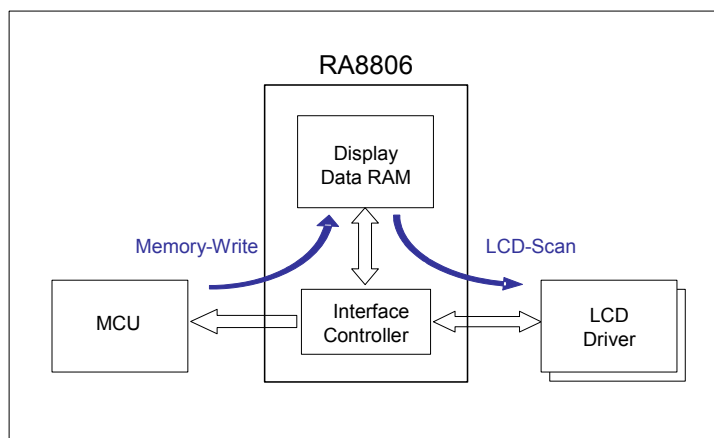 RA8806
Display
Data RAM
Memory-Write
LCD-Scan
MCU
Interface
Controller
LCD
Driver